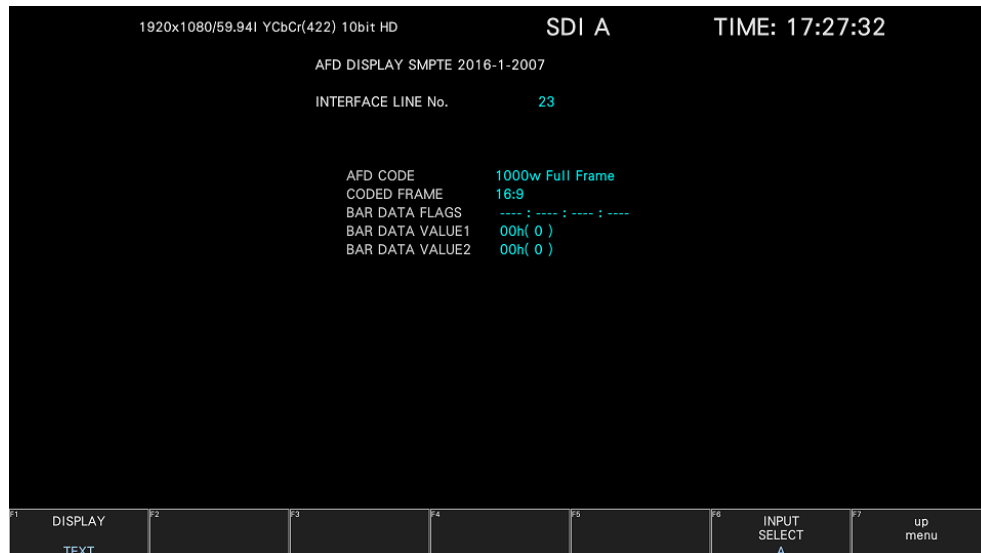 1920x1080/59.94I YCbCr(422) 10bit HD SDI A TIME: 17:27:32
AFD DISPLAY SMPTE 2016-1-2007
INTERFACE LINE No. 23
AFD CODE 1000w Full Frame
CODED FRAME 16:9
BAR DATA FLAGS ---- : ---- : ---- : ----
BAR DATA VALUE1 00h( 0 )
BAR DATA VALUE2 00h( 0 )
F1 DISPLAY F2 F3 F4 F5 F6 INPUT F7 up
SELECT menu
TEXT A